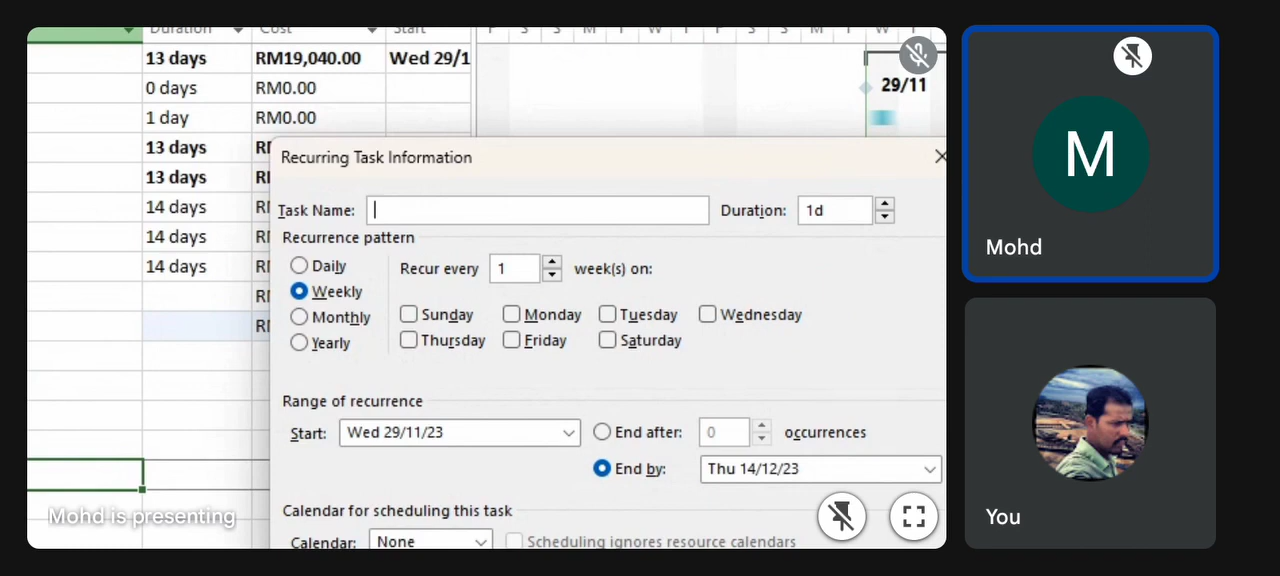 Duration Cost Start
13 days RM19,040.00 Wed 29/1
0 days RM0.00 29/11
1 day RM0.00
13 days
13 days
14 days
14 days
14 days
Recurring Task Information
Task Name: Duration: 1d
Recurrence pattern
Daily Recur every 1 week(s) on:
Weekly
Monthly
Yearly
Sunday Monday Tuesday Wednesday
Thursday Friday Saturday
Range of recurrence
Start: Wed 29/11/23 End after: 0 occurrences
End by: Thu 14/12/23
Calendar for scheduling this task
Calendar: None Scheduling ignores resource calendars
Mohd is presenting
M
Mohd
You